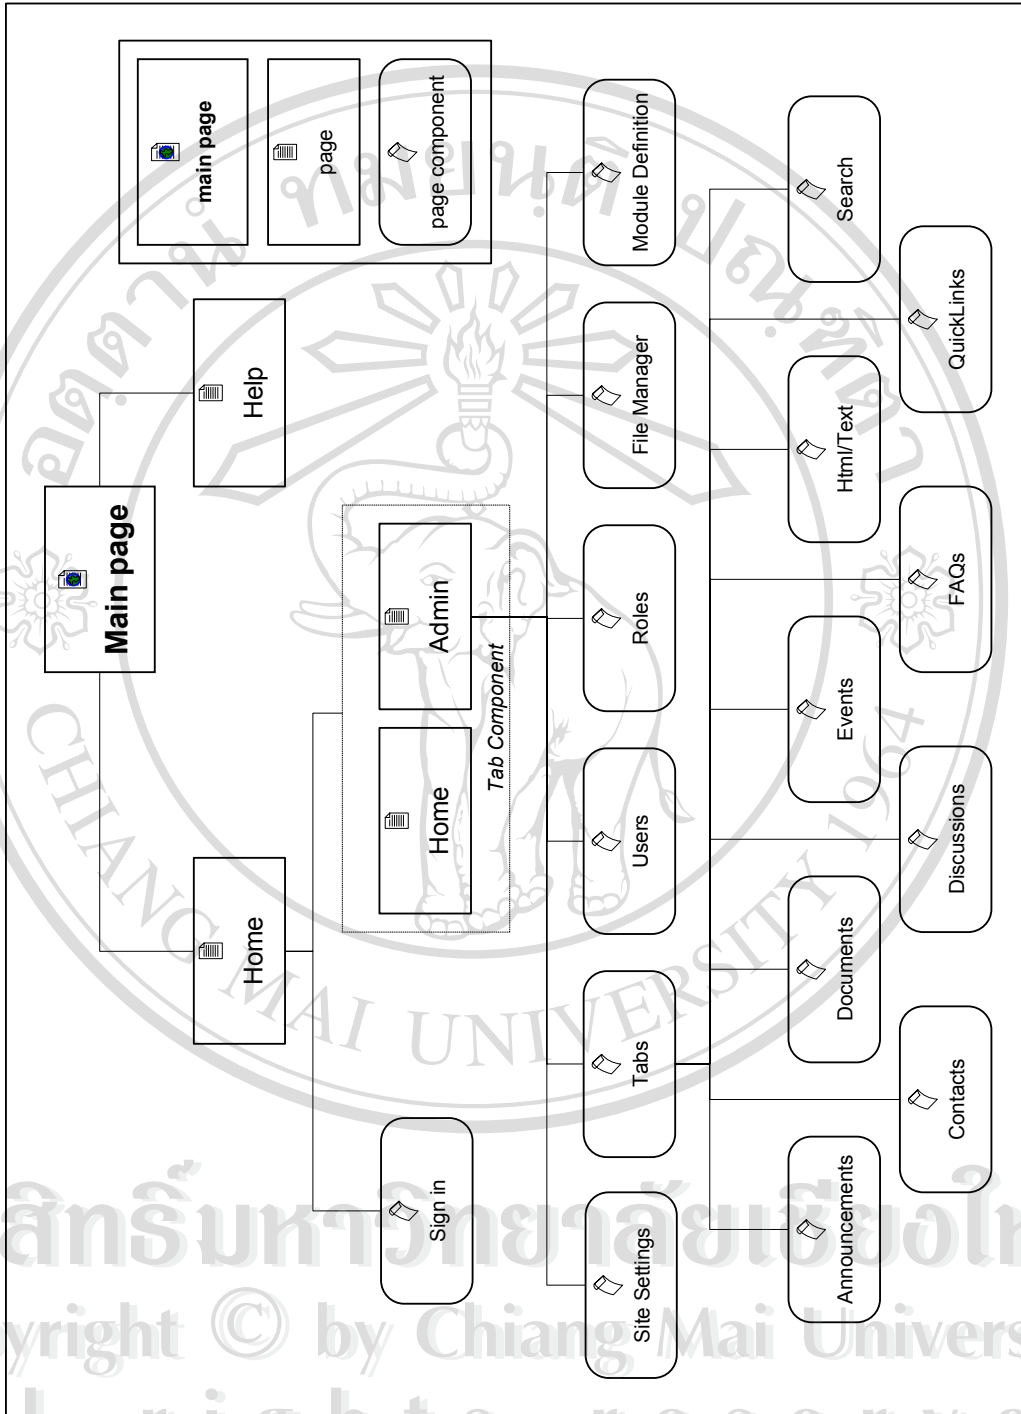 main page
page
page component
Main page
Home
Help
Sign in
Home
Admin
Tab Component
Site Settings
Tabs
Users
Roles
File Manager
Module Definition
Announcements
Documents
Events
Html/Text
Search
Contacts
Discussions
FAQs
QuickLinks
CHIANG MAI UNIVERSITY 1964
by Chiang Mai